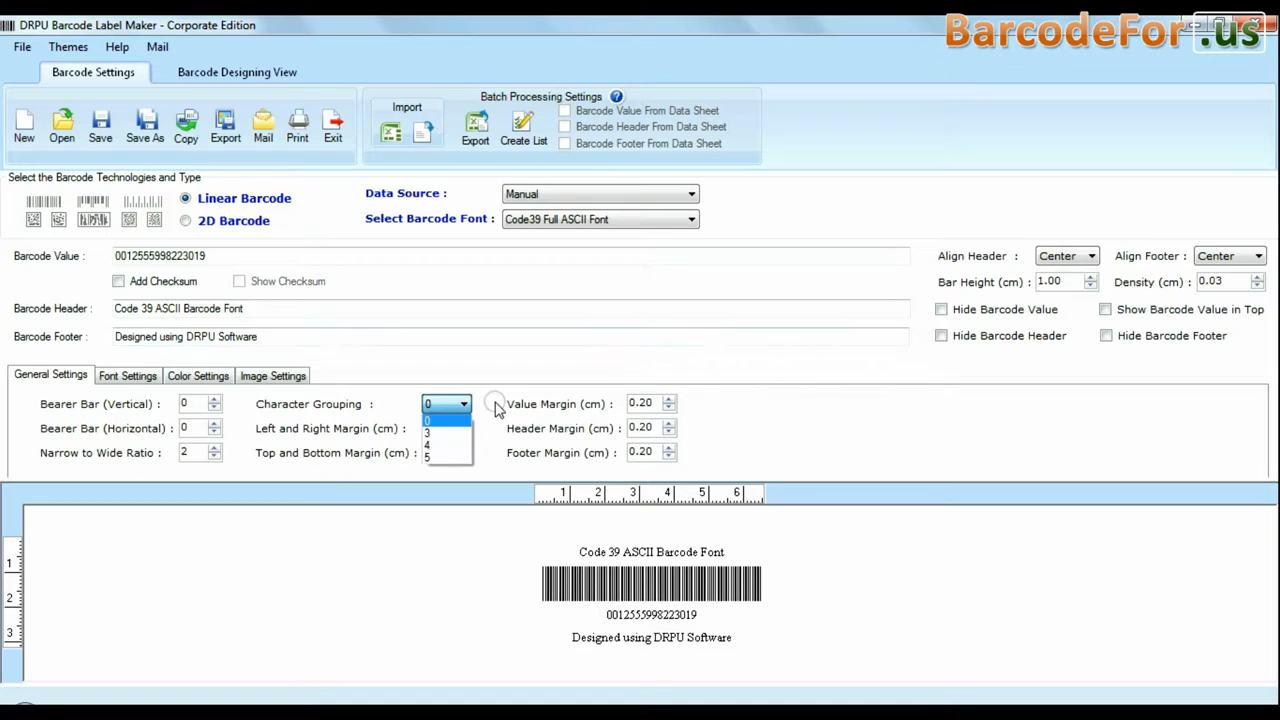 DRPU Barcode Label Maker - Corporate Edition
BarcodeFor.us
File Themes Help Mail
Barcode Settings Barcode Designing View
Batch Processing Settings ?
Import
Barcode Value From Data Sheet
Barcode Header From Data Sheet
Barcode Footer From Data Sheet
New Open Save Save As Copy Export Mail Print Exit Export Create List
Select the Barcode Technologies and Type
Linear Barcode
2D Barcode
Data Source : Manual
Select Barcode Font : Code39 Full ASCII Font
Barcode Value : 0012555998223019
Align Header : Center Align Footer : Center
Add Checksum Show Checksum
Bar Height (cm) : 1.00 Density (cm) : 0.03
Barcode Header : Code 39 ASCII Barcode Font
Hide Barcode Value Show Barcode Value in Top
Barcode Footer : Designed using DRPU Software
Hide Barcode Header Hide Barcode Footer
General Settings Font Settings Color Settings Image Settings
Bearer Bar (Vertical) : 0 Character Grouping : 0 Value Margin (cm) : 0.20
0
3
4
5
Bearer Bar (Horizontal) : 0 Left and Right Margin (cm) : Header Margin (cm) : 0.20
Narrow to Wide Ratio : 2 Top and Bottom Margin (cm) : Footer Margin (cm) : 0.20
1 2 3 4 5 6
1
2
3
Code 39 ASCII Barcode Font
0012555998223019
Designed using DRPU Software